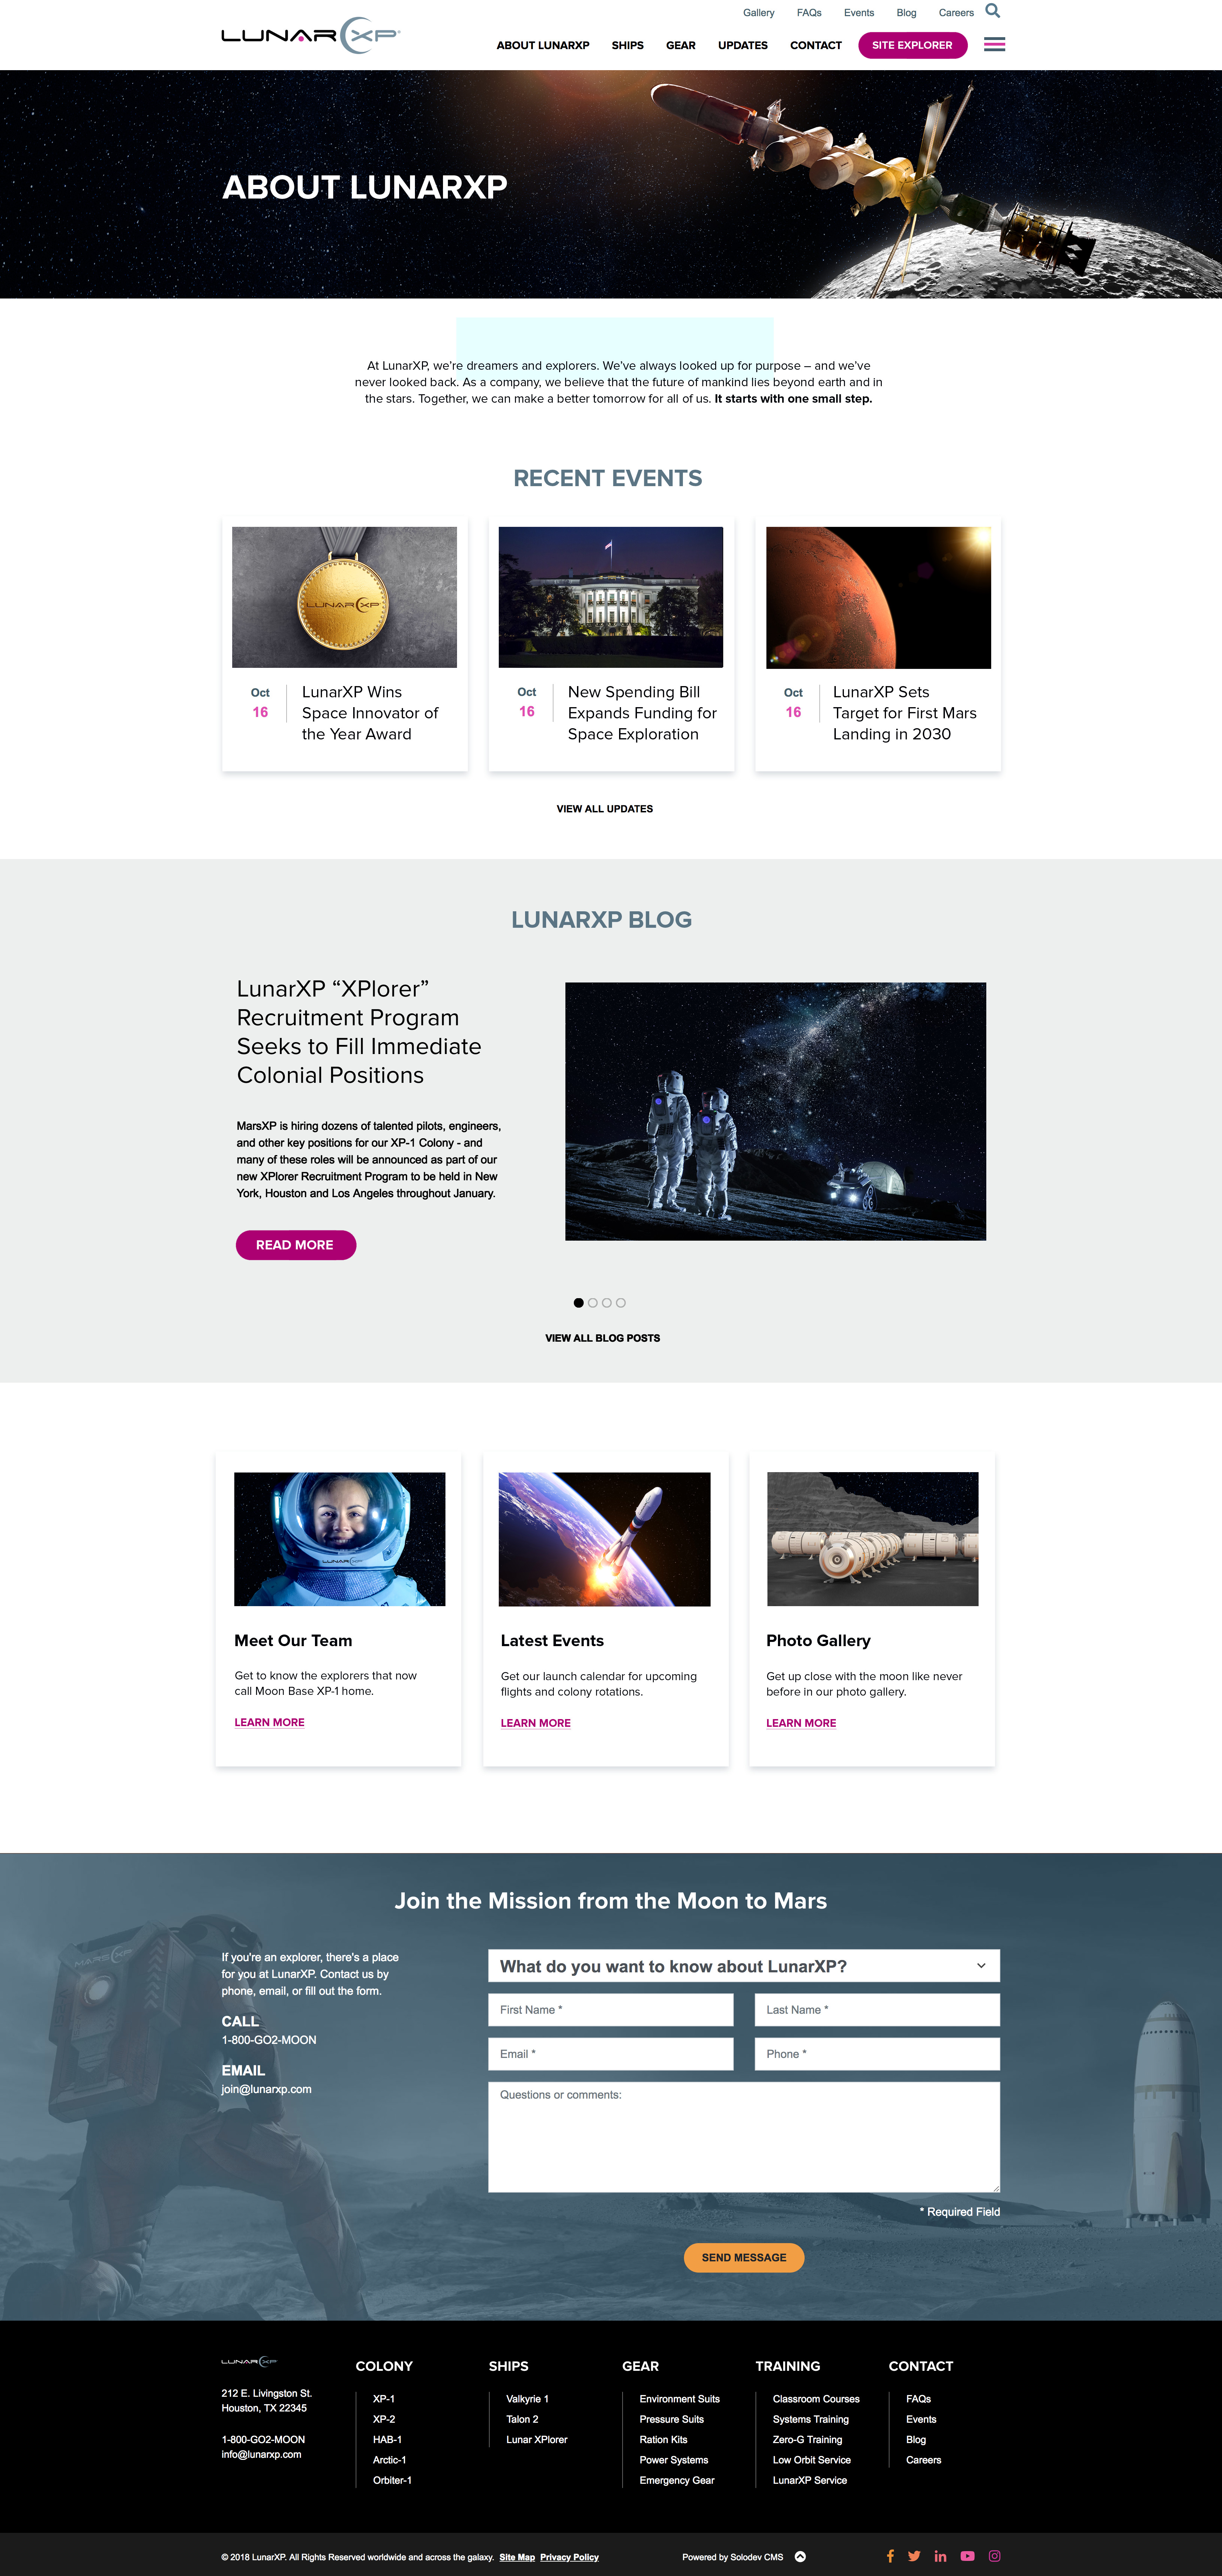 Gallery FAQs Events Blog Careers
LUNARXP
ABOUT LUNARXP SHIPS GEAR UPDATES CONTACT SITE EXPLORER
ABOUT LUNARXP
At LunarXP, we’re dreamers and explorers. We’ve always looked up for purpose – and we’ve
never looked back. As a company, we believe that the future of mankind lies beyond earth and in
the stars. Together, we can make a better tomorrow for all of us. It starts with one small step.
RECENT EVENTS
LUNARXP
Oct
16
LunarXP Wins
Space Innovator of
the Year Award
Oct
16
New Spending Bill
Expands Funding for
Space Exploration
Oct
16
LunarXP Sets
Target for First Mars
Landing in 2030
VIEW ALL UPDATES
LUNARXP BLOG
LunarXP “XPlorer”
Recruitment Program
Seeks to Fill Immediate
Colonial Positions
MarsXP is hiring dozens of talented pilots, engineers,
and other key positions for our XP-1 Colony - and
many of these roles will be announced as part of our
new XPlorer Recruitment Program to be held in New
York, Houston and Los Angeles throughout January.
READ MORE
VIEW ALL BLOG POSTS
LUNARXP
Meet Our Team
Get to know the explorers that now
call Moon Base XP-1 home.
LEARN MORE
Latest Events
Get our launch calendar for upcoming
flights and colony rotations.
LEARN MORE
Photo Gallery
Get up close with the moon like never
before in our photo gallery.
LEARN MORE
Join the Mission from the Moon to Mars
MARSXP
If you're an explorer, there's a place
for you at LunarXP. Contact us by
phone, email, or fill out the form.
CALL
1-800-GO2-MOON
EMAIL
join@lunarxp.com
What do you want to know about LunarXP?
First Name * Last Name *
Email * Phone *
Questions or comments:
* Required Field
SEND MESSAGE
LUNARXP
212 E. Livingston St.
Houston, TX 22345
1-800-GO2-MOON
info@lunarxp.com
COLONY
XP-1
XP-2
HAB-1
Arctic-1
Orbiter-1
SHIPS
Valkyrie 1
Talon 2
Lunar XPlorer
GEAR
Environment Suits
Pressure Suits
Ration Kits
Power Systems
Emergency Gear
TRAINING
Classroom Courses
Systems Training
Zero-G Training
Low Orbit Service
LunarXP Service
CONTACT
FAQs
Events
Blog
Careers
© 2018 LunarXP. All Rights Reserved worldwide and across the galaxy. Site Map Privacy Policy Powered by Solodev CMS